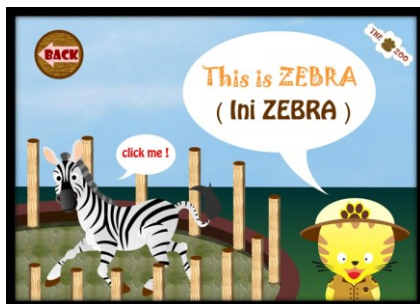 BACK
THE ZOO
This is ZEBRA
( Ini ZEBRA )
click me !